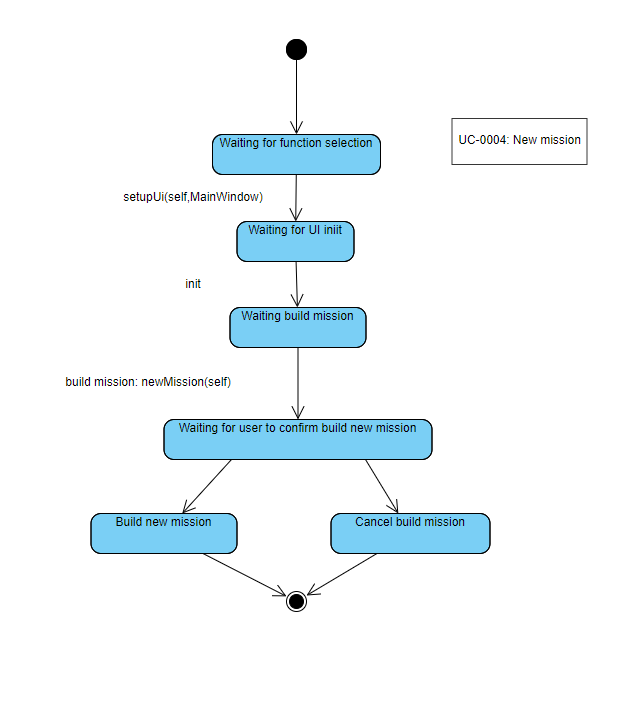 Waiting for function selection
UC-0004: New mission
setupUi(self,MainWindow)
Waiting for UI iniit
init
Waiting build mission
build mission: newMission(self)
Waiting for user to confirm build new mission
Build new mission
Cancel build mission